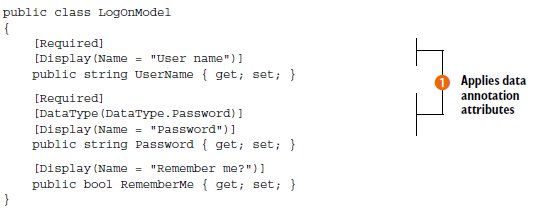 public class LogOnModel
{
[Required]
[Display(Name = "User name")]
public string UserName { get; set; }
[Required]
[DataType(DataType.Password)]
[Display(Name = "Password")]
public string Password { get; set; }
[Display(Name = "Remember me?")]
public bool RememberMe { get; set; }
}
1 Applies data
annotation
attributes